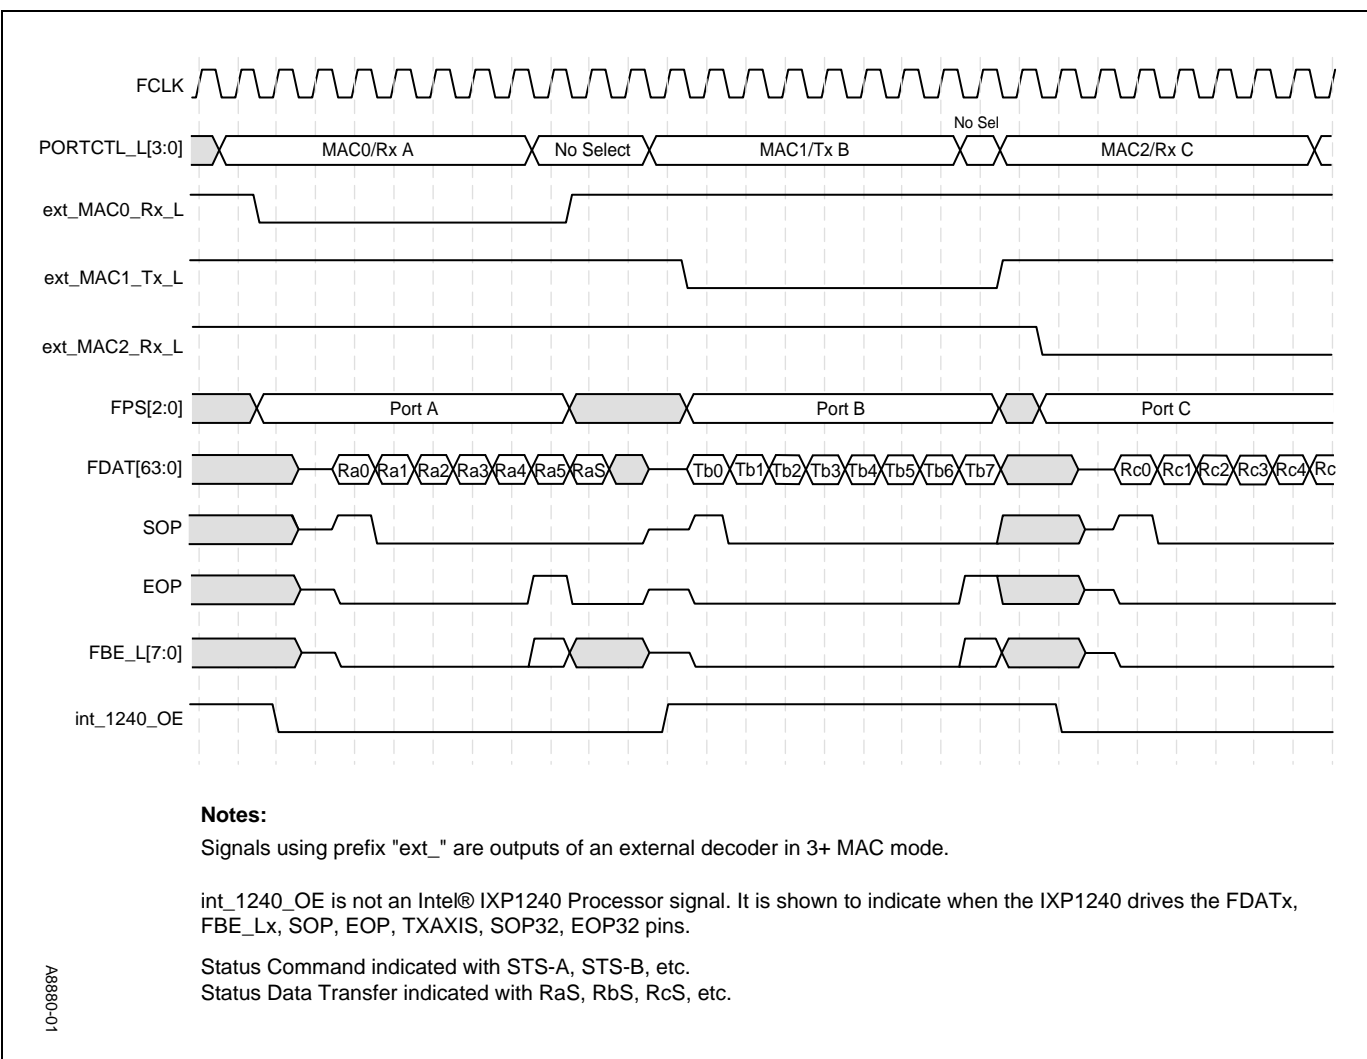 FCLK
No Sel
PORTCTL_L[3:0] MAC0/Rx A No Select MAC1/Tx B MAC2/Rx C
ext_MAC0_Rx_L
ext_MAC1_Tx_L
ext_MAC2_Rx_L
FPS[2:0] Port A Port B Port C
FDAT[63:0] Ra0 Ra1 Ra2 Ra3 Ra4 Ra5 RaS Tb0 Tb1 Tb2 Tb3 Tb4 Tb5 Tb6 Tb7 Rc0 Rc1 Rc2 Rc3 Rc4 Rc
SOP
EOP
FBE_L[7:0]
int_1240_OE
Notes:
Signals using prefix "ext_" are outputs of an external decoder in 3+ MAC mode.
int_1240_OE is not an Intel® IXP1240 Processor signal. It is shown to indicate when the IXP1240 drives the FDATx,
FBE_Lx, SOP, EOP, TXAXIS, SOP32, EOP32 pins.
Status Command indicated with STS-A, STS-B, etc.
Status Data Transfer indicated with RaS, RbS, RcS, etc.
A8880-01